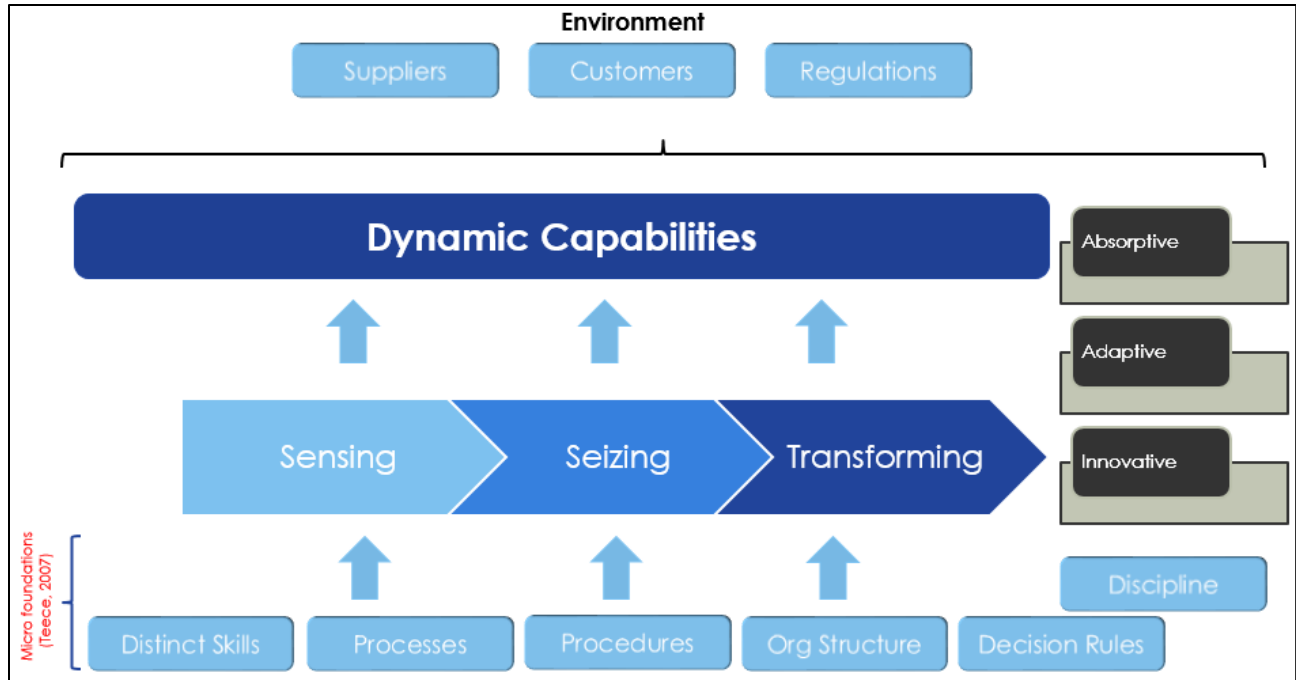 Environment
Suppliers
Customers
Regulations
Dynamic Capabilities
Absorptive
Adaptive
Innovative
Sensing
Seizing
Transforming
Micro foundations
(Teece, 2007)
Discipline
Distinct Skills
Processes
Procedures
Org Structure
Decision Rules